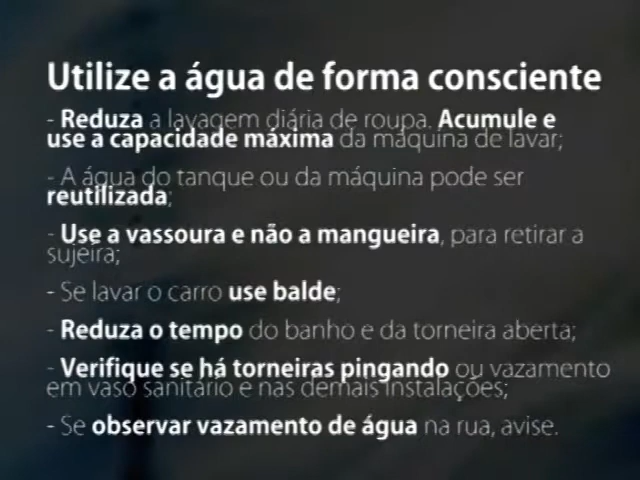 Utilize a água de forma consciente
- Reduza a lavagem diária de roupa. Acumule e
use a capacidade máxima da máquina de lavar;
- A água do tanque ou da máquina pode ser
reutilizada;
- Use a vassoura e não a mangueira, para retirar a
sujeira;
- Se lavar o carro use balde;
- Reduza o tempo do banho e da torneira aberta;
- Verifique se há torneiras pingando ou vazamento
em vaso sanitário e nas demais instalações;
- Se observar vazamento de água na rua, avise.